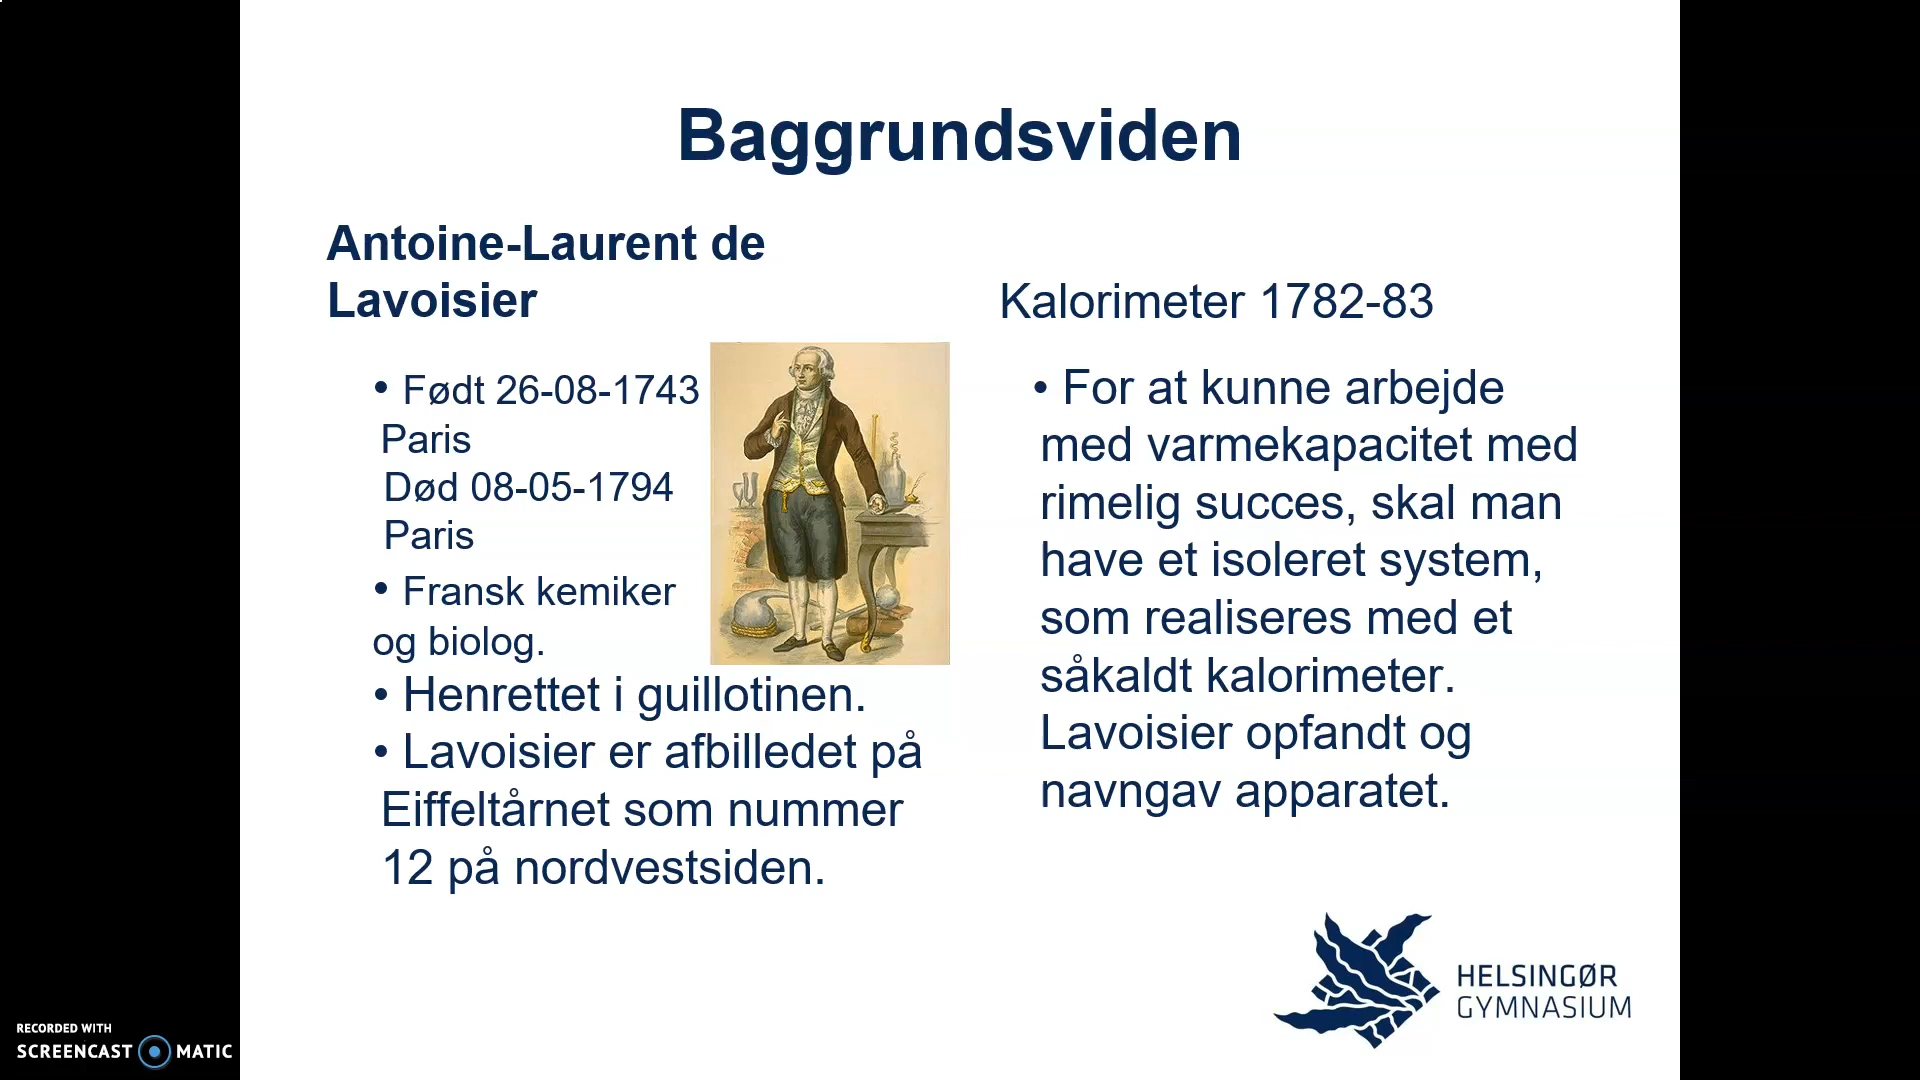 Baggrundsviden
Antoine-Laurent de
Lavoisier
• Født 26-08-1743
Paris
Død 08-05-1794
Paris
• Fransk kemiker
og biolog.
• Henrettet i guillotinen.
• Lavoisier er afbilledet på
Eiffeltårnet som nummer
12 på nordvestsiden.
Kalorimeter 1782-83
• For at kunne arbejde
med varmekapacitet med
rimelig succes, skal man
have et isoleret system,
som realiseres med et
såkaldt kalorimeter.
Lavoisier opfandt og
navngav apparatet.
HELSINGØR
GYMNASIUM
RECORDED WITH
SCREENCAST MATIC